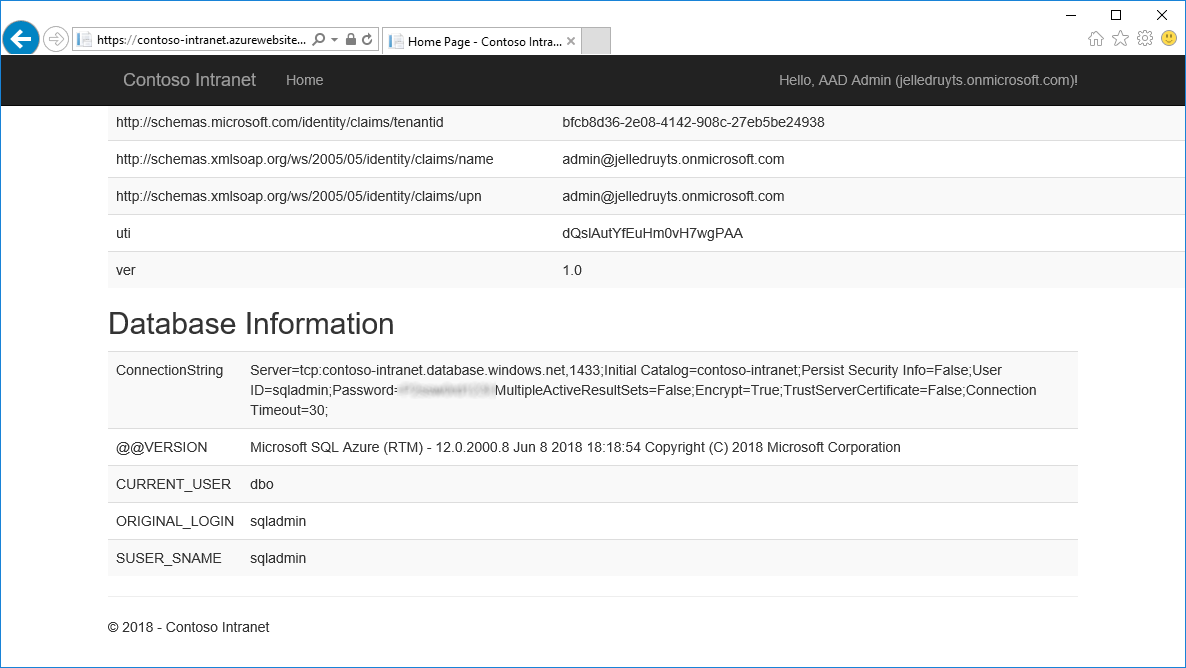 https://contoso-intranet.azurewebsite...
Home Page - Contoso Intra...
Contoso Intranet Home Hello, AAD Admin (jelledruyts.onmicrosoft.com)!
http://schemas.microsoft.com/identity/claims/tenantid bfcb8d36-2e08-4142-908c-27eb5be24938
http://schemas.xmlsoap.org/ws/2005/05/identity/claims/name admin@jelledruyts.onmicrosoft.com
http://schemas.xmlsoap.org/ws/2005/05/identity/claims/upn admin@jelledruyts.onmicrosoft.com
uti dQslAutYfEuHm0vH7wgPAA
ver 1.0
Database Information
ConnectionString Server=tcp:contoso-intranet.database.windows.net,1433;Initial Catalog=contoso-intranet;Persist Security Info=False;User
ID=sqladmin;Password= MultipleActiveResultSets=False;Encrypt=True;TrustServerCertificate=False;Connection
Timeout=30;
@@VERSION Microsoft SQL Azure (RTM) - 12.0.2000.8 Jun 8 2018 18:18:54 Copyright (C) 2018 Microsoft Corporation
CURRENT_USER dbo
ORIGINAL_LOGIN sqladmin
SUSER_SNAME sqladmin
© 2018 - Contoso Intranet